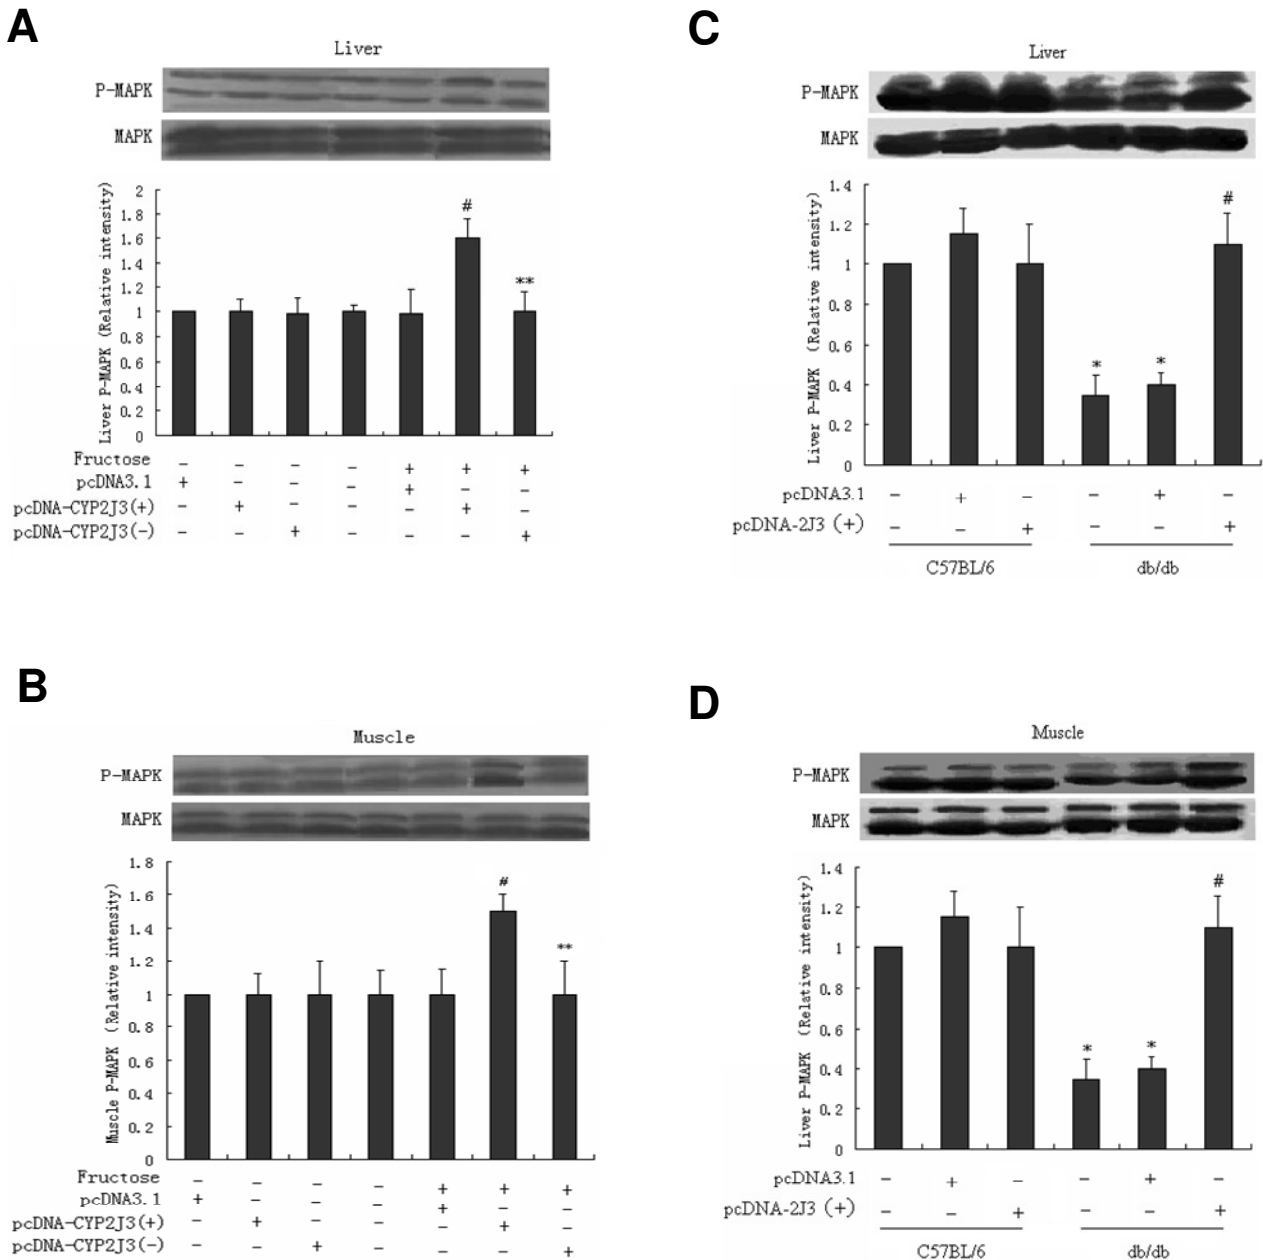 A
Liver
P-MAPK
MAPK
Liver P-MAPK (Relative intensity)
2
1.8
1.6
1.4
1.2
1
0.8
0.6
0.4
0.2
0
#
**
Fructose - - - - + + +
pcDNA3.1 + - - - + - -
pcDNA-CYP2J3(+) - + - - - + -
pcDNA-CYP2J3(-) - - + - - - +
C
Liver
P-MAPK
MAPK
Liver P-MAPK (Relative intensity)
1.4
1.2
1
0.8
0.6
0.4
0.2
0
* * #
pcDNA3.1 - + - - + -
pcDNA-2J3 (+) - - + - - +
C57BL/6 db/db
B
Muscle
P-MAPK
MAPK
Muscle P-MAPK (Relative intensity)
1.8
1.6
1.4
1.2
1
0.8
0.6
0.4
0.2
0
#
**
Fructose - - - - + + +
pcDNA3.1 + - - - + - -
pcDNA-CYP2J3(+) - + - - - + -
pcDNA-CYP2J3(-) - - + - - - +
D
Muscle
P-MAPK
MAPK
Liver P-MAPK (Relative intensity)
1.4
1.2
1
0.8
0.6
0.4
0.2
0
* * #
pcDNA3.1 - + - - + -
pcDNA-2J3 (+) - - + - - +
C57BL/6 db/db